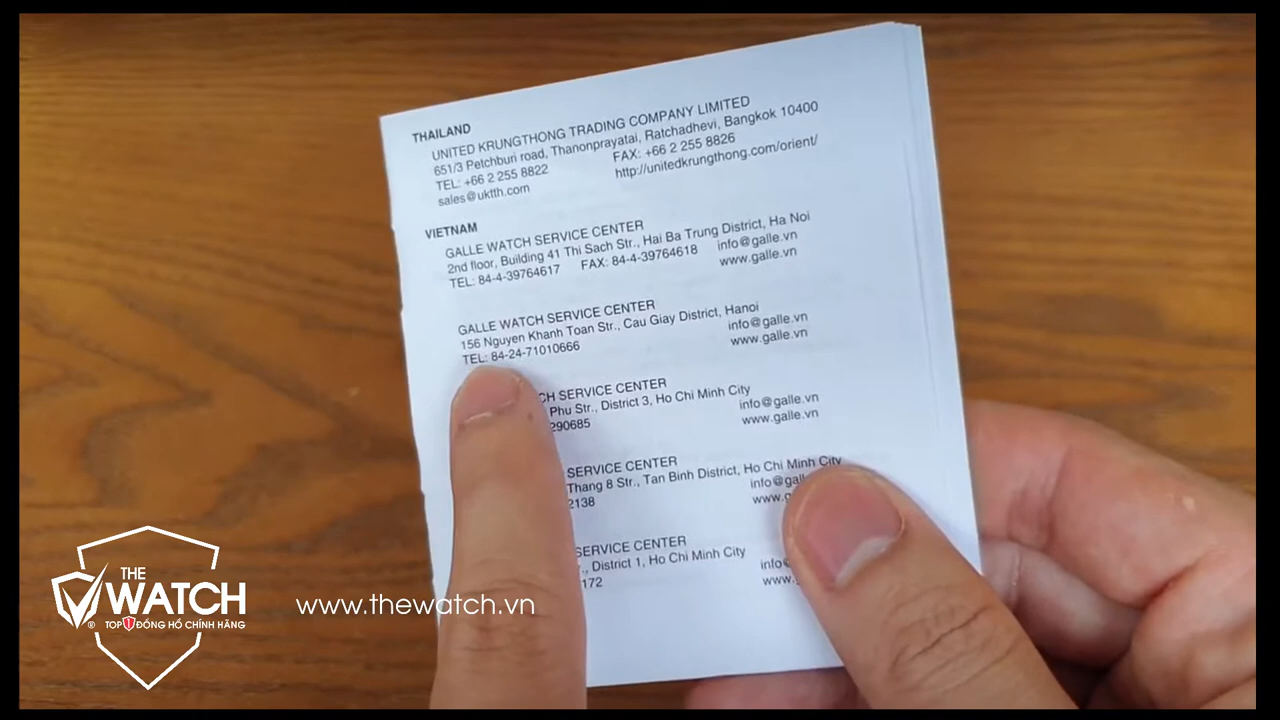 THAILAND
UNITED KRUNGTHONG TRADING COMPANY LIMITED
651/3 Petchburi road, Thanonprayatai, Ratchadhevi, Bangkok 10400
TEL: +66 2 255 8822 FAX: +66 2 255 8826
sales@uktth.com http://unitedkrungthong.com/orient/
VIETNAM
GALLE WATCH SERVICE CENTER
2nd floor, Building 41 Thi Sach Str., Hai Ba Trung District, Ha Noi
TEL: 84-4-39764617 FAX: 84-4-39764618 info@galle.vn
www.galle.vn
GALLE WATCH SERVICE CENTER
156 Nguyen Khanh Toan Str., Cau Giay District, Hanoi
TEL: 84-24-71010666 info@galle.vn
www.galle.vn
CH SERVICE CENTER
Phu Str., District 3, Ho Chi Minh City
290685 info@galle.vn
www.galle.vn
SERVICE CENTER
Thang 8 Str., Tan Binh District, Ho Chi Minh City
2138 info@galle
www.g
SERVICE CENTER
., District 1, Ho Chi Minh City
172 info@
www.g
THE
WATCH
TOP 1 ĐỒNG HỒ CHÍNH HÃNG
www.thewatch.vn